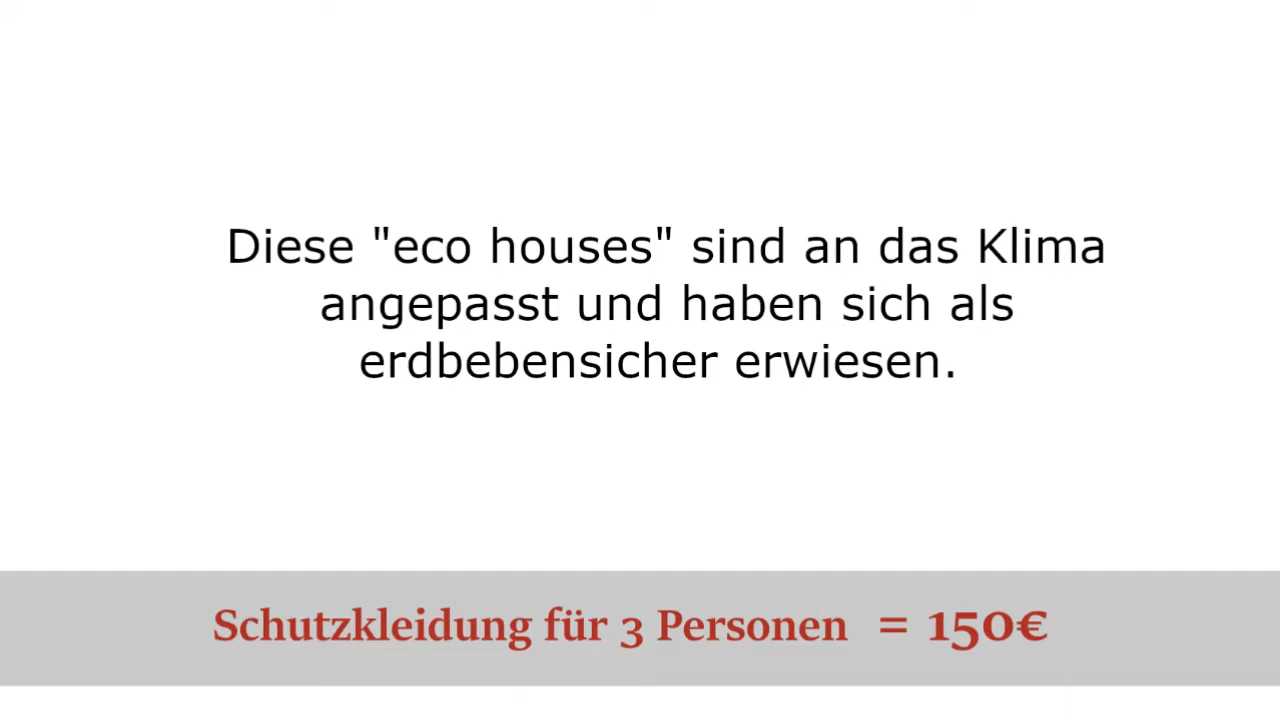 Diese "eco houses" sind an das Klima
angepasst und haben sich als
erdbebensicher erwiesen.
Schutzkleidung für 3 Personen = 150€